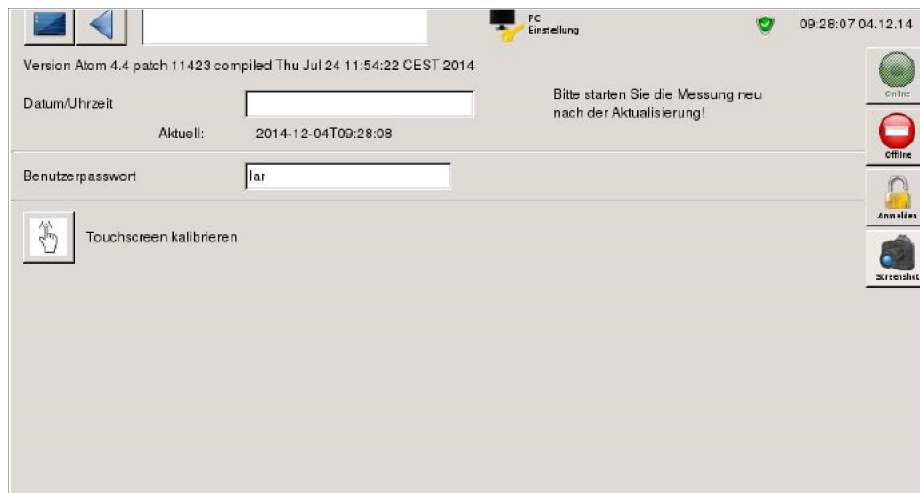 PC
Einstellung
09:28:07 04.12.14
Version Atom 4.4 patch 11423 compiled Thu Jul 24 11:54:22 CEST 2014
Datum/Uhrzeit
Bitte starten Sie die Messung neu
nach der Aktualisierung!
Aktuell:
2014-12-04T09:28:08
Benutzerpasswort
lar
Touchscreen kalibrieren
Online
Offline
Anmelden
Screenshot